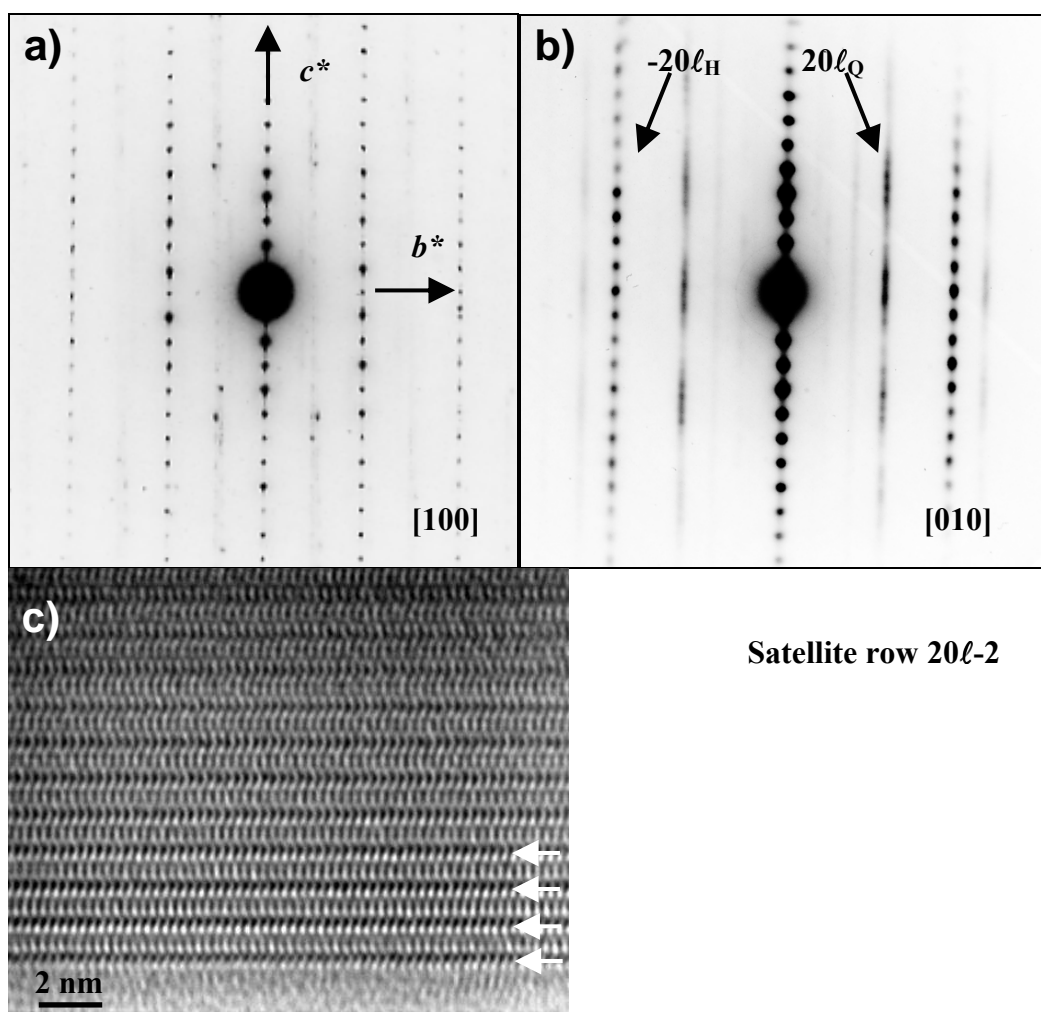 a)
c*
b*
[100]
b)
-20ℓH
20ℓQ
[010]
c)
2 nm
Satellite row 20ℓ-2